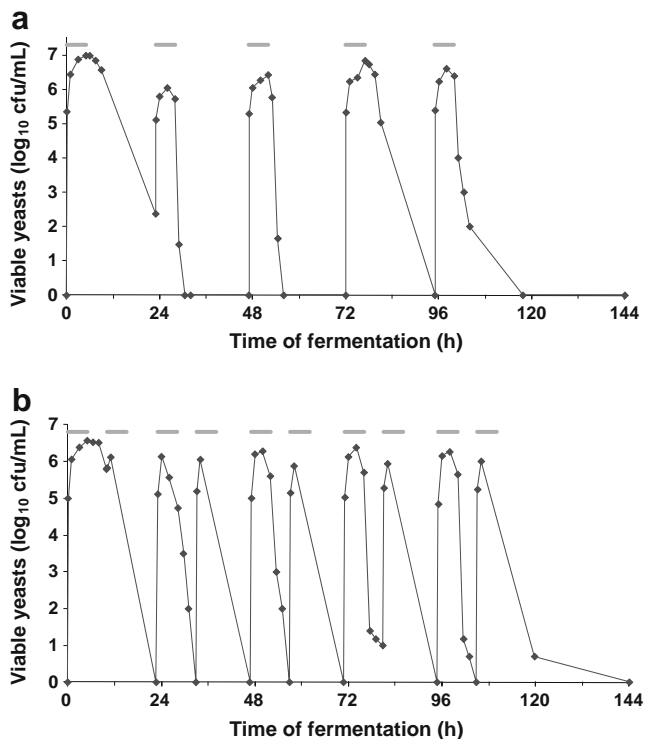 a
Viable yeasts (log10 cfu/mL)
7
6
5
4
3
2
1
0
0 24 48 72 96 120 144
Time of fermentation (h)
b
Viable yeasts (log10 cfu/mL)
7
6
5
4
3
2
1
0
0 24 48 72 96 120 144
Time of fermentation (h)